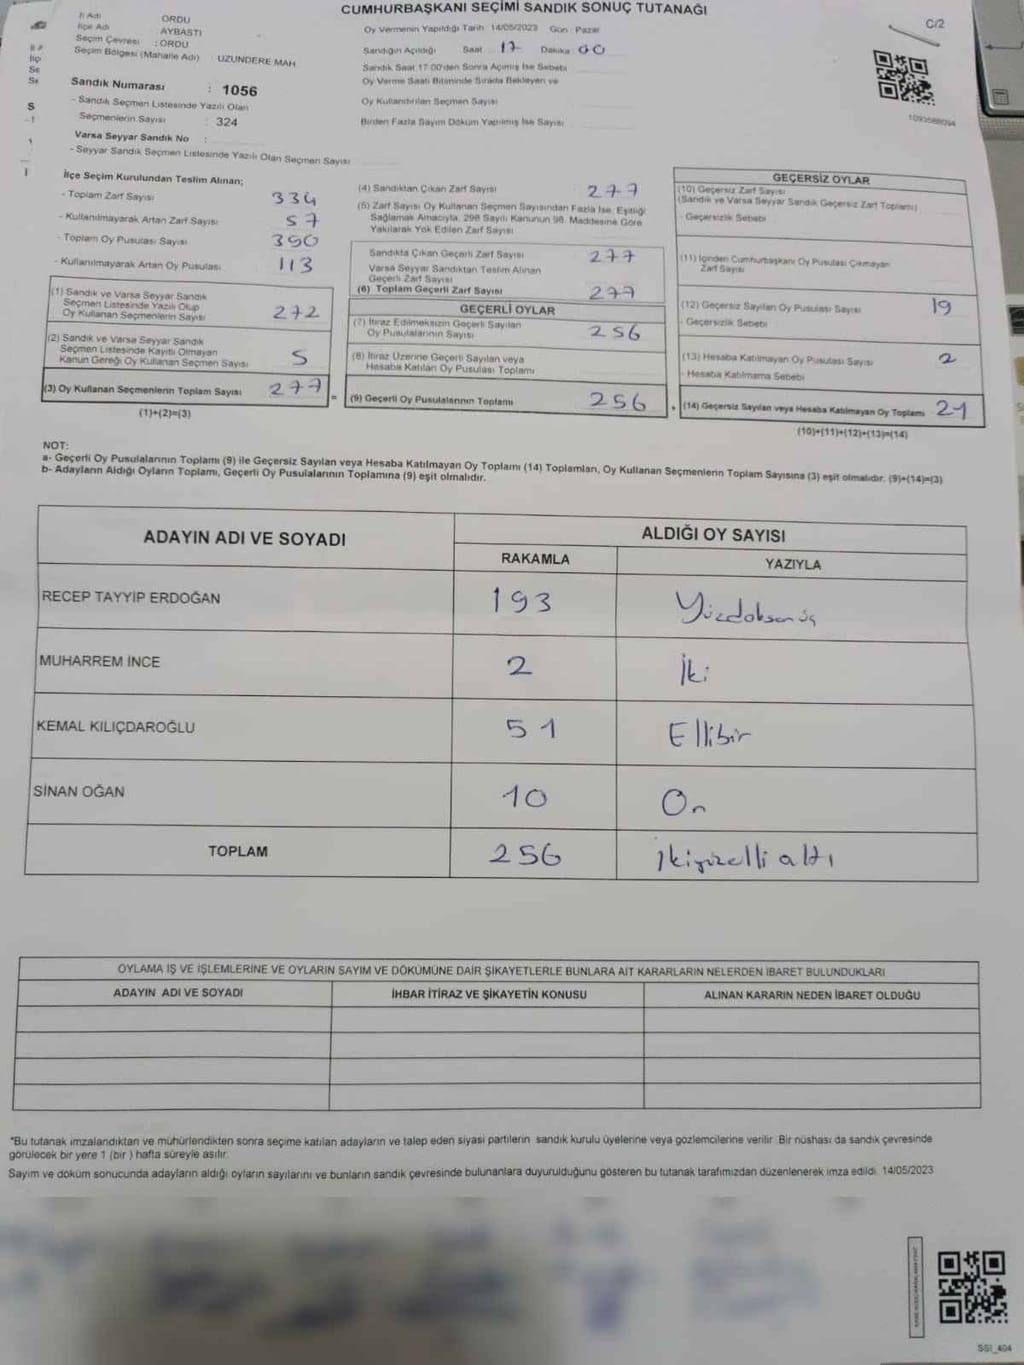 CUMHURBAŞKANI SEÇİMİ SANDIK SONUÇ TUTANAĞI
C/2
İl Adı : ORDU
İlçe Adı : AYBASTI
Seçim Çevresi : ORDU
Seçim Bölgesi (Mahalle Adı) : UZUNDERE MAH.
Sandık Numarası : 1056
- Sandık Seçmen Listesinde Yazılı Olan
Seçmenlerin Sayısı : 324
Varsa Seyyar Sandık No :
- Seyyar Sandık Seçmen Listesinde Yazılı Olan Seçmen Sayısı
Oy Vermenin Yapıldığı Tarih 14/05/2023 Gün : Pazar
Sandığın Açıldığı Saat 17 Dakika 00
Sandık Saat 17:00'den Sonra Açımış İse Sebebi
Oy Verme Saati Bitiminde Sırada Bekleyen ve
Oy Kullandırılan Seçmen Sayısı
Birden Fazla Sayım Döküm Yapılmış İse Sayısı
1093588094
İlçe Seçim Kurulundan Teslim Alınan;
- Toplam Zarf Sayısı 334
- Kullanılmayarak Artan Zarf Sayısı 57
- Toplam Oy Pusulası Sayısı 390
- Kullanılmayarak Artan Oy Pusulası 113
(1) Sandık ve Varsa Seyyar Sandık
Seçmen Listesinde Yazılı Olup
Oy Kullanan Seçmenlerin Sayısı 272
(2) Sandık ve Varsa Seyyar Sandık
Seçmen Listesinde Kayıtlı Olmayan
Kanun Gereği Oy Kullanan Seçmen Sayısı 5
(3) Oy Kullanan Seçmenlerin Toplam Sayısı 277
(1)+(2)=(3)
(4) Sandıktan Çıkan Zarf Sayısı 277
(5) Zarf Sayısı Oy Kullanan Seçmen Sayısından Fazla İse, Eşitliği
Sağlamak Amacıyla, 298 Sayılı Kanunun 98. Maddesine Göre
Yakılarak Yok Edilen Zarf Sayısı
Sandıkta Çıkan Geçerli Zarf Sayısı 277
Varsa Seyyar Sandıktan Teslim Alınan
Geçerli Zarf Sayısı
(6) Toplam Geçerli Zarf Sayısı 277
GEÇERLİ OYLAR
(7) İtiraz Edilmeksizin Geçerli Sayılan
Oy Pusulalarının Sayısı 256
(8) İtiraz Üzerine Geçerli Sayılan veya
Hesaba Katılan Oy Pusulası Toplamı
= (9) Geçerli Oy Pusulalarının Toplamı 256
GEÇERSİZ OYLAR
(10) Geçersiz Zarf Sayısı
(Sandık ve Varsa Seyyar Sandık Geçersiz Zarf Toplamı)
- Geçersizlik Sebebi
(11) İçinden Cumhurbaşkanı Oy Pusulası Çıkmayan
Zarf Sayısı
(12) Geçersiz Sayılan Oy Pusulası Sayısı 19
- Geçersizlik Sebebi
(13) Hesaba Katılmayan Oy Pusulası Sayısı 2
- Hesaba Katılmama Sebebi
+ (14) Geçersiz Sayılan veya Hesaba Katılmayan Oy Toplamı 21
(10)+(11)+(12)+(13)=(14)
NOT:
a- Geçerli Oy Pusulalarının Toplamı (9) ile Geçersiz Sayılan veya Hesaba Katılmayan Oy Toplamı (14) Toplamları, Oy Kullanan Seçmenlerin Toplam Sayısına (3) eşit olmalıdır. (9)+(14)=(3)
b- Adayların Aldığı Oyların Toplamı, Geçerli Oy Pusulalarının Toplamına (9) eşit olmalıdır.
ADAYIN ADI VE SOYADI ALDIĞI OY SAYISI
RAKAMLA YAZIYLA
RECEP TAYYİP ERDOĞAN 193 Yüzdoksanüç
MUHARREM İNCE 2 İki
KEMAL KILIÇDAROĞLU 51 Ellibir
SİNAN OĞAN 10 On
TOPLAM 256 İkiyüzelli altı
OYLAMA İŞ VE İŞLEMLERİNE VE OYLARIN SAYIM VE DÖKÜMÜNE DAİR ŞİKAYETLERLE BUNLARA AİT KARARLARIN NELERDEN İBARET BULUNDUKLARI
ADAYIN ADI VE SOYADI İHBAR İTİRAZ VE ŞİKAYETİN KONUSU ALINAN KARARIN NEDEN İBARET OLDUĞU
*Bu tutanak imzalandıktan ve mühürlendikten sonra seçime katılan adayların ve talep eden siyasi partilerin sandık kurulu üyelerine veya gözlemcilerine verilir. Bir nüshası da sandık çevresinde
görülecek bir yere 1 (bir ) hafta süreyle asılır.
Sayım ve döküm sonucunda adayların aldığı oyların sayılarını ve bunların sandık çevresinde bulunanlara duyurulduğunu gösteren bu tutanak tarafımızdan düzenlenerek imza edildi. 14/05/2023
SSI_404